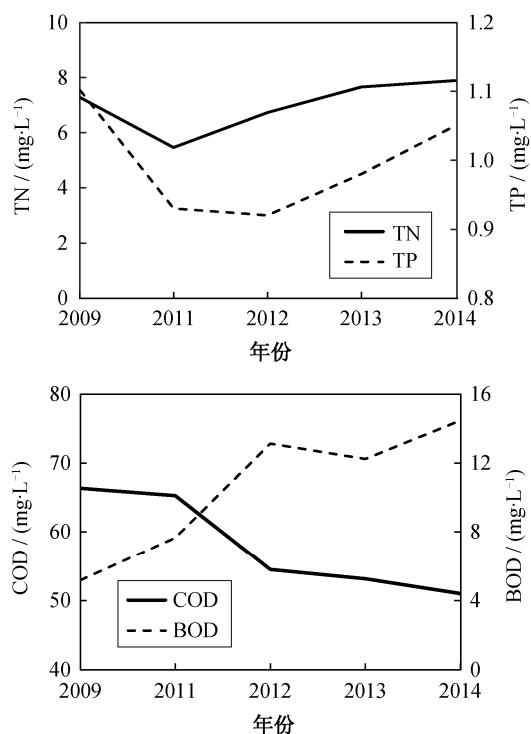 10
8
6
4
2
0
TN / (mg·L⁻¹)
1.2
1.1
1.0
0.9
0.8
TP / (mg·L⁻¹)
TN
TP
2009 2011 2012 2013 2014
年份
80
70
60
50
40
COD / (mg·L⁻¹)
16
12
8
4
0
BOD / (mg·L⁻¹)
COD
BOD
2009 2011 2012 2013 2014
年份